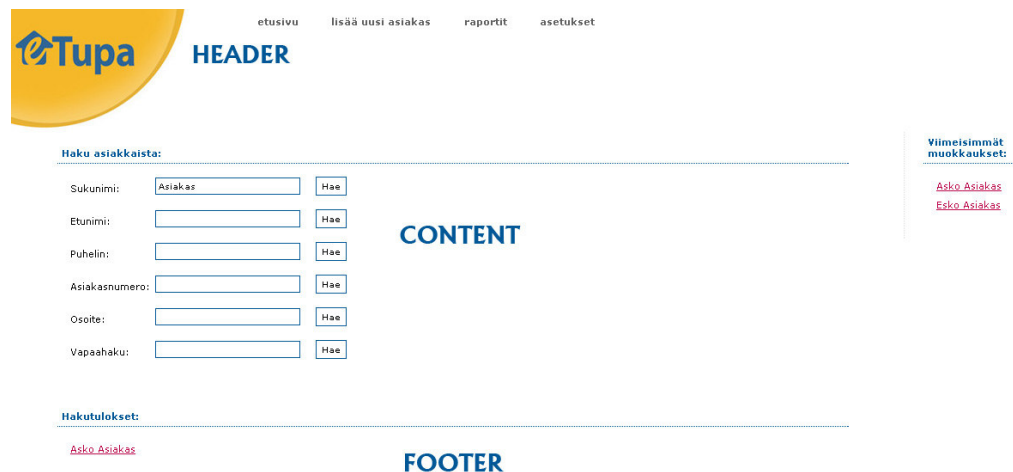 etusivu lisää uusi asiakas raportit asetukset
eTupa
HEADER
Haku asiakkaista:
Sukunimi: Asiakas Hae
Etunimi: Hae
CONTENT
Puhelin: Hae
Asiakasnumero: Hae
Osoite: Hae
Vapaahaku: Hae
Viimeisimmät
muokkaukset:
Asko Asiakas
Esko Asiakas
Hakutulokset:
Asko Asiakas
FOOTER